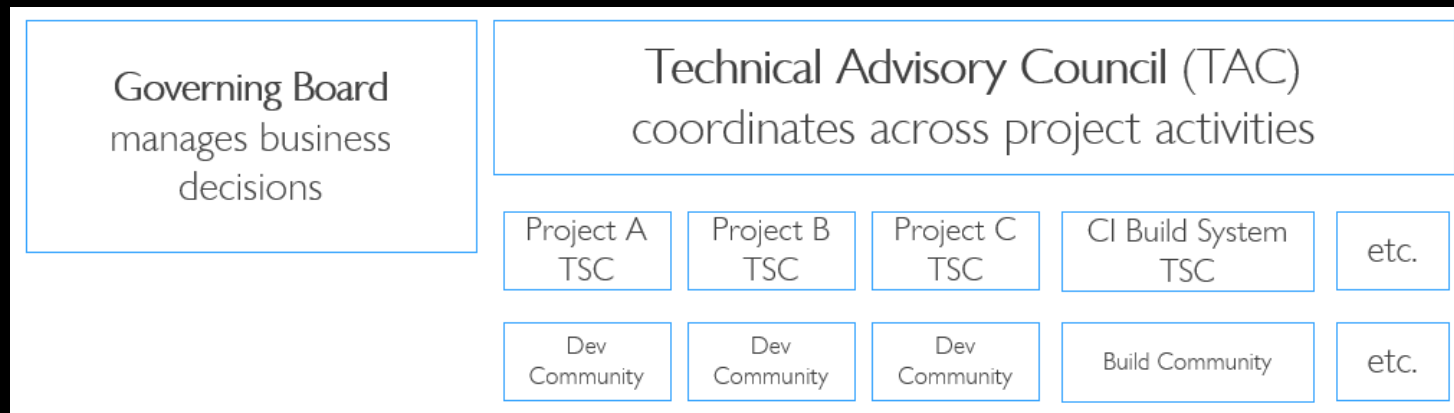 Governing Board
manages business
decisions
Technical Advisory Council (TAC)
coordinates across project activities
Project A
TSC
Project B
TSC
Project C
TSC
CI Build System
TSC
etc.
Dev
Community
Dev
Community
Dev
Community
Build Community
etc.